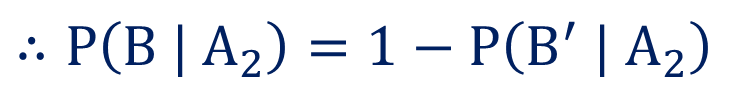 ∴ P(B | A₂) = 1 − P(B′ | A₂)